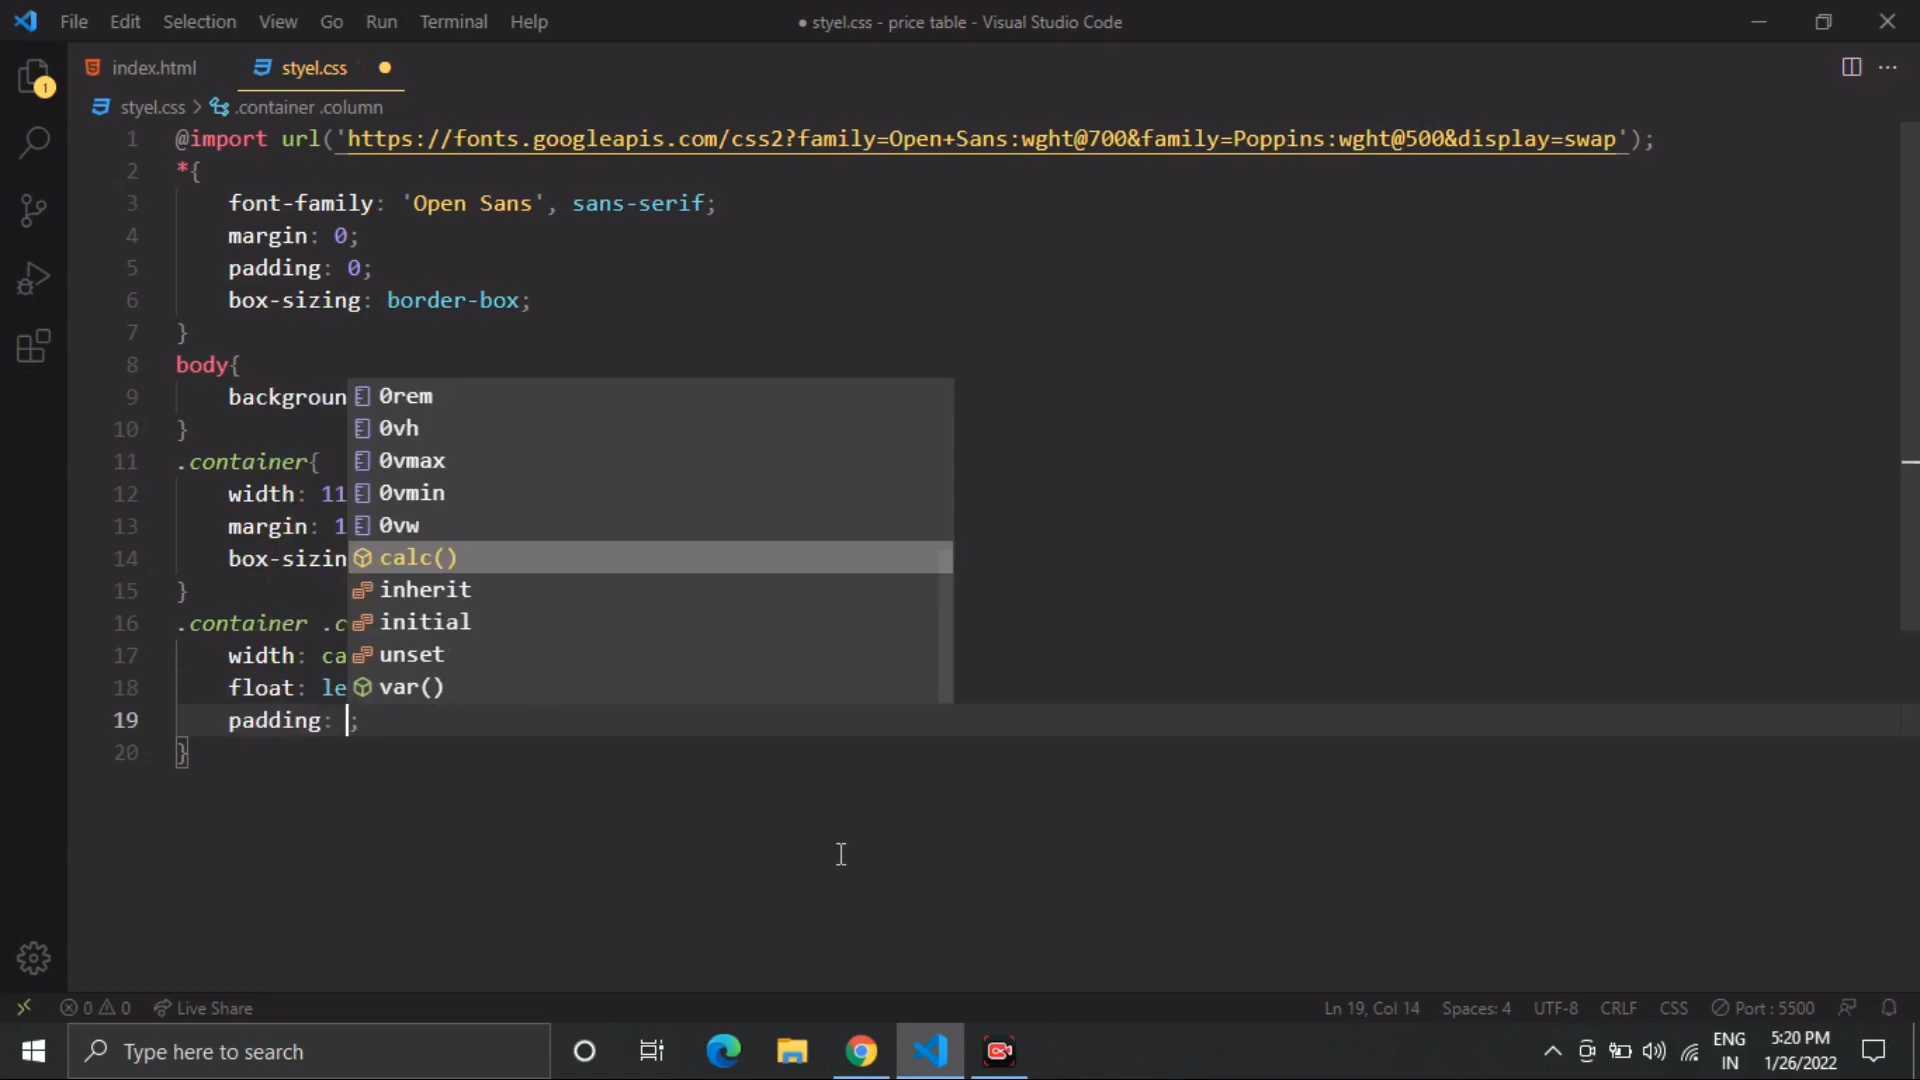 File Edit Selection View Go Run Terminal Help ● styel.css - price table - Visual Studio Code
index.html styel.css
styel.css > .container .column
1
1 @import url('https://fonts.googleapis.com/css2?family=Open+Sans:wght@700&family=Poppins:wght@500&display=swap');
2 *{
3 font-family: 'Open Sans', sans-serif;
4 margin: 0;
5 padding: 0;
6 box-sizing: border-box;
7 }
8 body{
9 backgroun 0rem
10 } 0vh
11 .container{ 0vmax
12 width: 11 0vmin
13 margin: 1 0vw
14 box-sizin calc()
15 } inherit
16 .container .c initial
17 width: ca unset
18 float: le var()
19 padding: ;
20 }
0 0 Live Share Ln 19, Col 14 Spaces: 4 UTF-8 CRLF CSS Port : 5500
Type here to search
ENG
IN
5:20 PM
1/26/2022